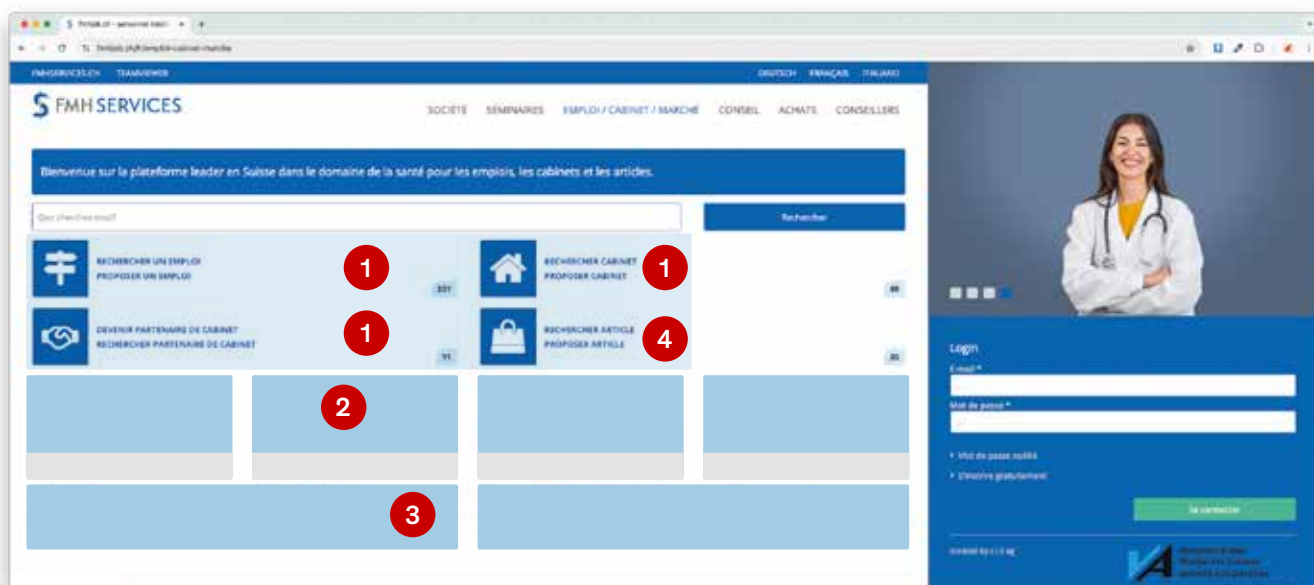 FMHSERVICES.CH TEAMVIEWER
DEUTSCH FRANÇAIS ITALIANO
FMH SERVICES
SOCIÉTÉ SÉMINAIRES EMPLOI / CABINET / MARCHÉ CONSEIL ACHATS CONSEILLERS
Bienvenue sur la plateforme leader en Suisse dans le domaine de la santé pour les emplois, les cabinets et les articles.
Que cherchez-vous?
Rechercher
RECHERCHER UN EMPLOI
PROPOSER UN EMPLOI
1
RECHERCHER CABINET
PROPOSER CABINET
1
DEVENIR PARTENAIRE DE CABINET
RECHERCHER PARTENAIRE DE CABINET
1
RECHERCHER ARTICLE
PROPOSER ARTICLE
4
2
3
Login
E-mail *
Mot de passe *
Mot de passe oublié
S'inscrire gratuitement
Se connecter